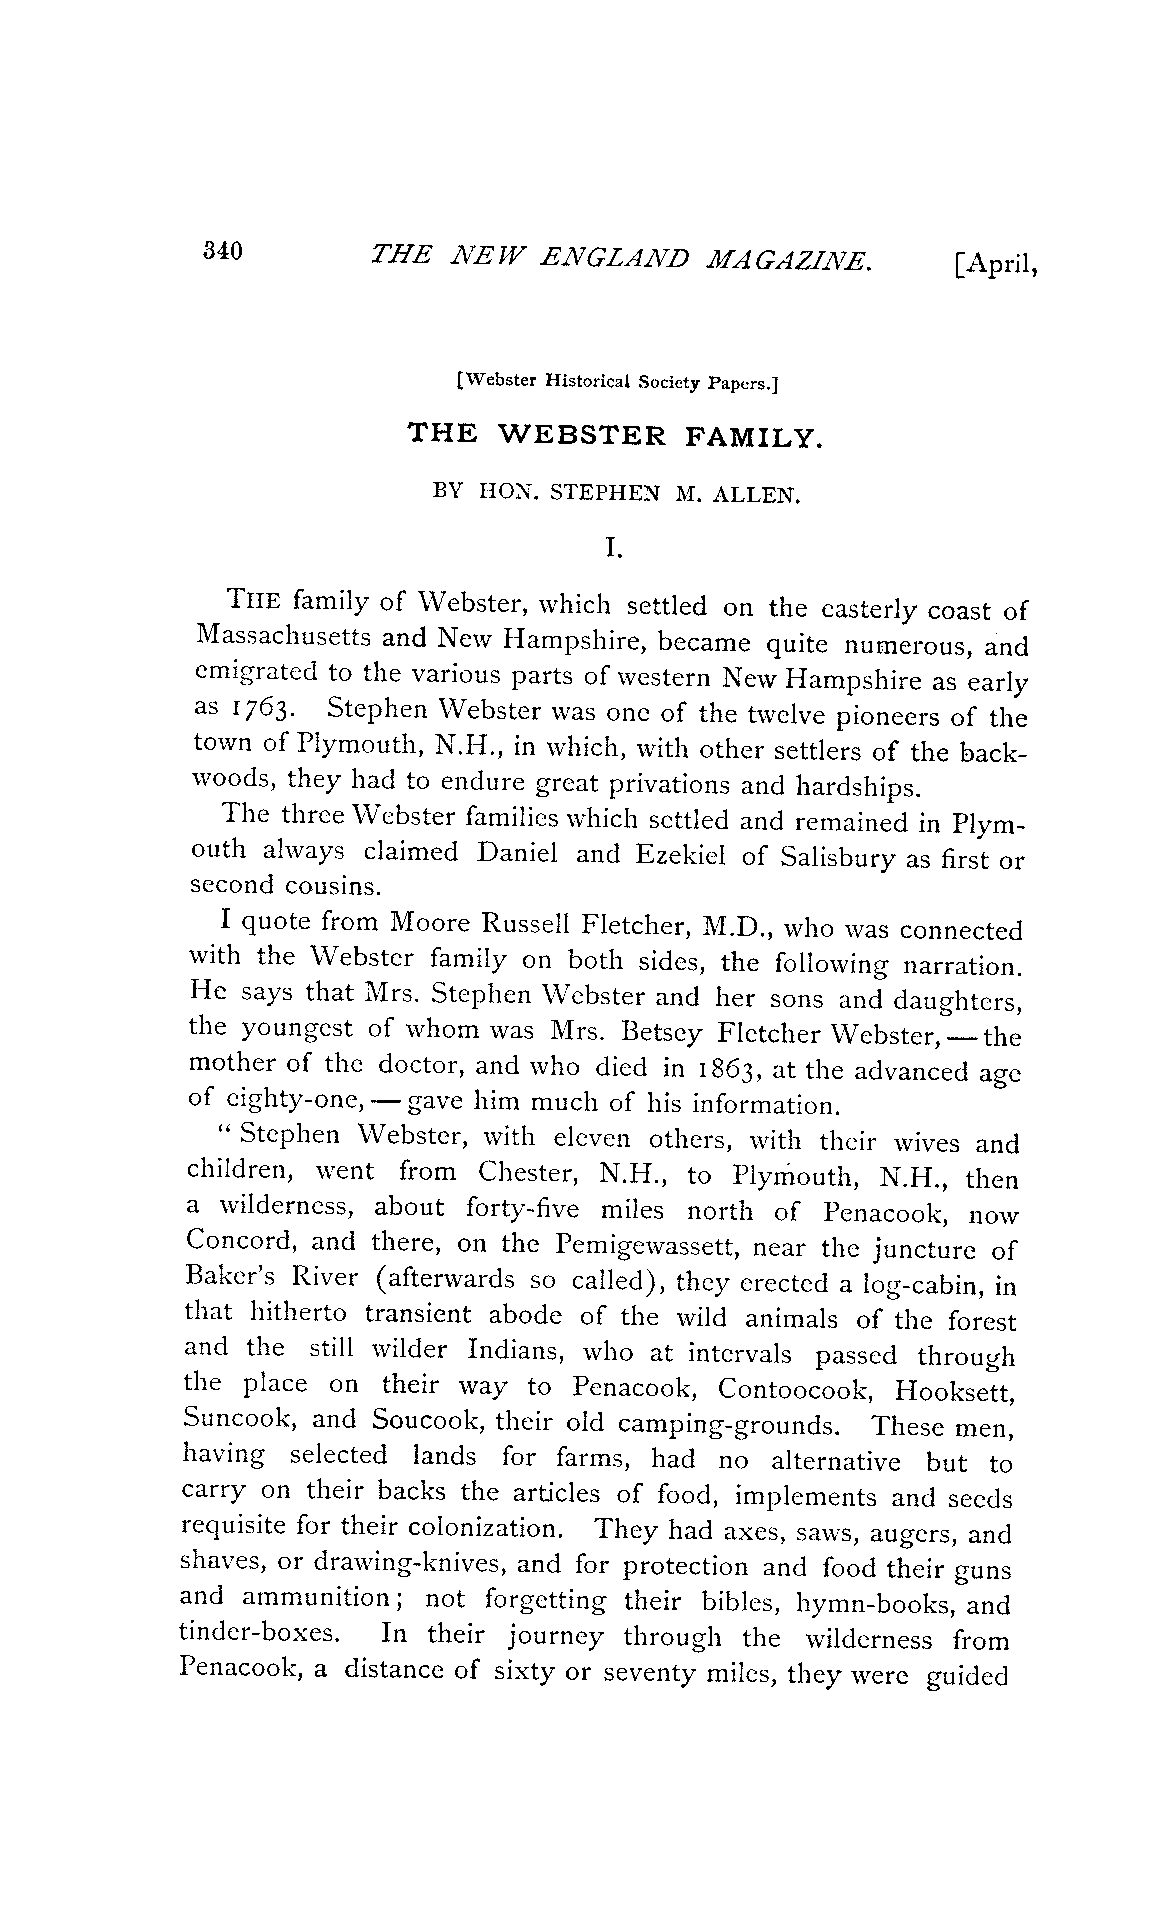 340 THE NEW ENGLAND MAGAZINE. [April,
[Webster Historical Society Papers.]
THE WEBSTER FAMILY.
BY HON. STEPHEN M. ALLEN.
I.
THE family of Webster, which settled on the easterly coast of
Massachusetts and New Hampshire, became quite numerous, and
emigrated to the various parts of western New Hampshire as early
as 1763. Stephen Webster was one of the twelve pioneers of the
town of Plymouth, N.H., in which, with other settlers of the back-
woods, they had to endure great privations and hardships.
The three Webster families which settled and remained in Plym-
outh always claimed Daniel and Ezekiel of Salisbury as first or
second cousins.
I quote from Moore Russell Fletcher, M.D., who was connected
with the Webster family on both sides, the following narration.
He says that Mrs. Stephen Webster and her sons and daughters,
the youngest of whom was Mrs. Betsey Fletcher Webster, — the
mother of the doctor, and who died in 1863, at the advanced age
of eighty-one, — gave him much of his information.
" Stephen Webster, with eleven others, with their wives and
children, went from Chester, N.H., to Plymouth, N.H., then
a wilderness, about forty-five miles north of Penacook, now
Concord, and there, on the Pemigewassett, near the juncture of
Baker's River (afterwards so called), they erected a log-cabin, in
that hitherto transient abode of the wild animals of the forest
and the still wilder Indians, who at intervals passed through
the place on their way to Penacook, Contoocook, Hooksett,
Suncook, and Soucook, their old camping-grounds. These men,
having selected lands for farms, had no alternative but to
carry on their backs the articles of food, implements and seeds
requisite for their colonization. They had axes, saws, augers, and
shaves, or drawing-knives, and for protection and food their guns
and ammunition; not forgetting their bibles, hymn-books, and
tinder-boxes. In their journey through the wilderness from
Penacook, a distance of sixty or seventy miles, they were guided